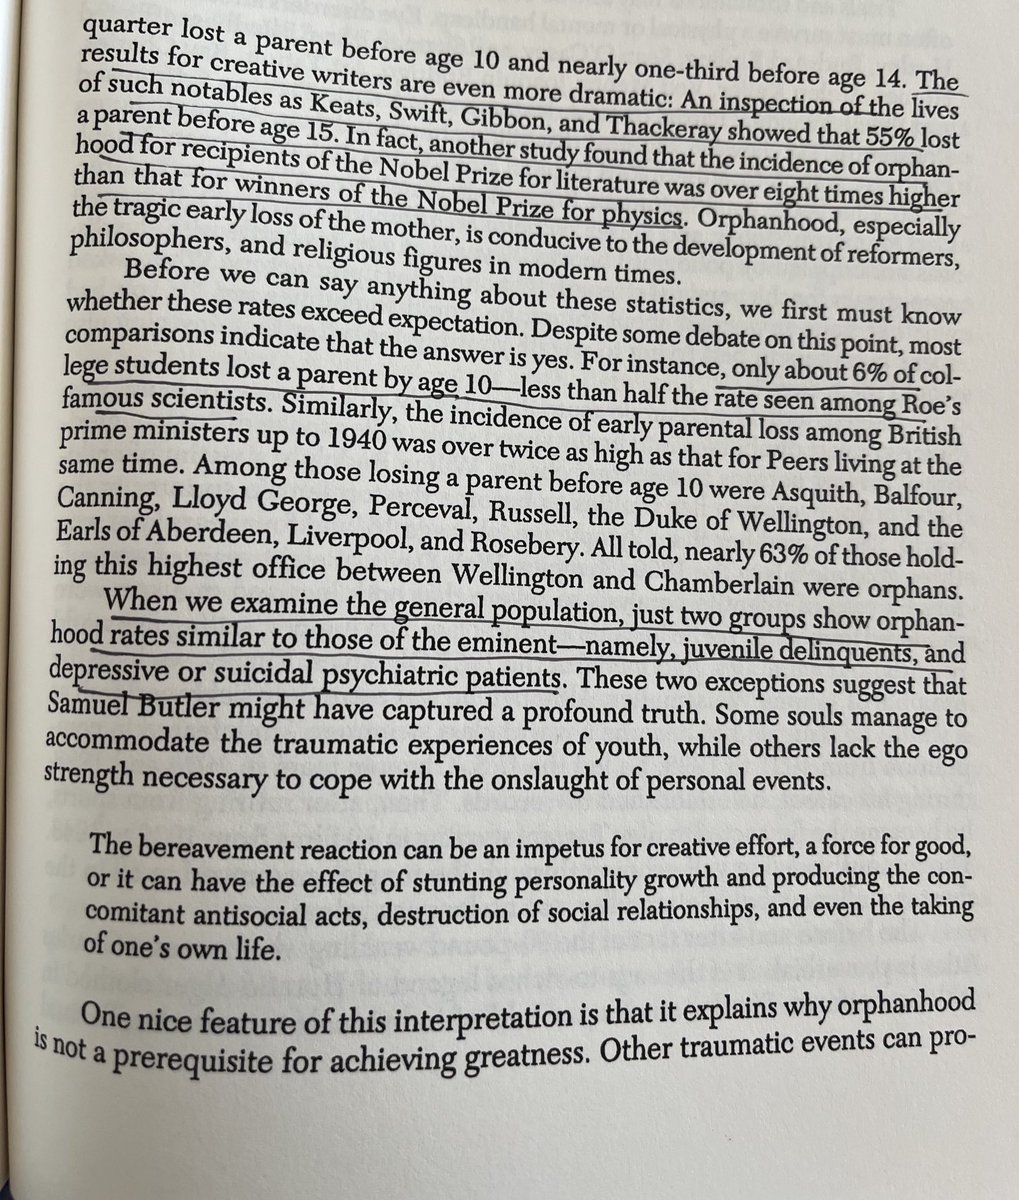 quarter lost a parent before age 10 and nearly one-third before age 14. The
results for creative writers are even more dramatic: An inspection of the lives
of such notables as Keats, Swift, Gibbon, and Thackeray showed that 55% lost
a parent before age 15. In fact, another study found that the incidence of orphan-
hood for recipients of the Nobel Prize for literature was over eight times higher
than that for winners of the Nobel Prize for physics. Orphanhood, especially
the tragic early loss of the mother, is conducive to the development of reformers,
philosophers, and religious figures in modern times.
Before we can say anything about these statistics, we first must know
whether these rates exceed expectation. Despite some debate on this point, most
comparisons indicate that the answer is yes. For instance, only about 6% of col-
lege students lost a parent by age 10—less than half the rate seen among Roe's
famous scientists. Similarly, the incidence of early parental loss among British
prime ministers up to 1940 was over twice as high as that for Peers living at the
same time. Among those losing a parent before age 10 were Asquith, Balfour,
Canning, Lloyd George, Perceval, Russell, the Duke of Wellington, and the
Earls of Aberdeen, Liverpool, and Rosebery. All told, nearly 63% of those hold-
ing this highest office between Wellington and Chamberlain were orphans.
When we examine the general population, just two groups show orphan-
hood rates similar to those of the eminent—namely, juvenile delinquents, and
depressive or suicidal psychiatric patients. These two exceptions suggest that
Samuel Butler might have captured a profound truth. Some souls manage to
accommodate the traumatic experiences of youth, while others lack the ego
strength necessary to cope with the onslaught of personal events.
The bereavement reaction can be an impetus for creative effort, a force for good,
or it can have the effect of stunting personality growth and producing the con-
comitant antisocial acts, destruction of social relationships, and even the taking
of one's own life.
One nice feature of this interpretation is that it explains why orphanhood
is not a prerequisite for achieving greatness. Other traumatic events can pro-